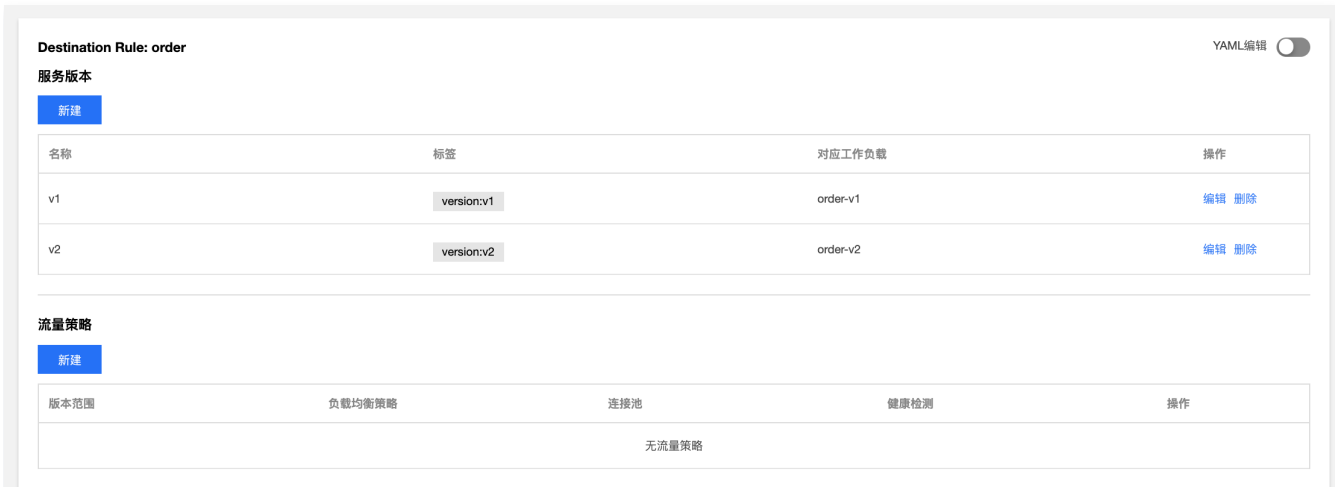 Destination Rule: order YAML编辑
服务版本
新建
名称 标签 对应工作负载 操作
v1 version:v1 order-v1 编辑 删除
v2 version:v2 order-v2 编辑 删除
流量策略
新建
版本范围 负载均衡策略 连接池 健康检测 操作
无流量策略